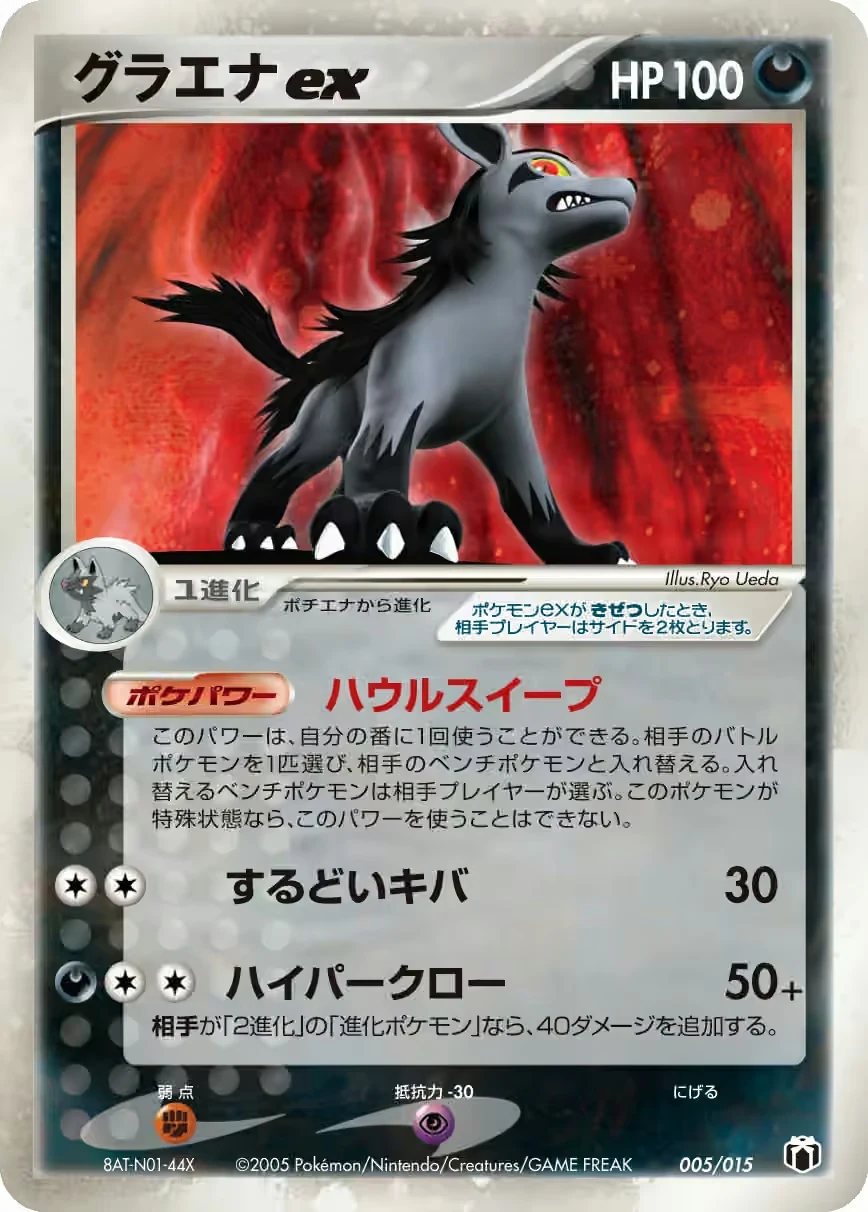 グラエナex HP100
1進化
ポチエナから進化
Illus.Ryo Ueda
ポケモンexが きぜつしたとき、
相手プレイヤーはサイドを2枚とります。
ポケパワー ハウルスイープ
このパワーは、自分の番に1回使うことができる。相手のバトル
ポケモンを1匹選び、相手のベンチポケモンと入れ替える。入れ
替えるベンチポケモンは相手プレイヤーが選ぶ。このポケモンが
特殊状態なら、このパワーを使うことはできない。
するどいキバ 30
ハイパークロー 50+
相手が「2進化」の「進化ポケモン」なら、40ダメージを追加する。
弱点 抵抗力 -30 にげる
8AT-N01-44X ©2005 Pokémon/Nintendo/Creatures/GAME FREAK 005/015